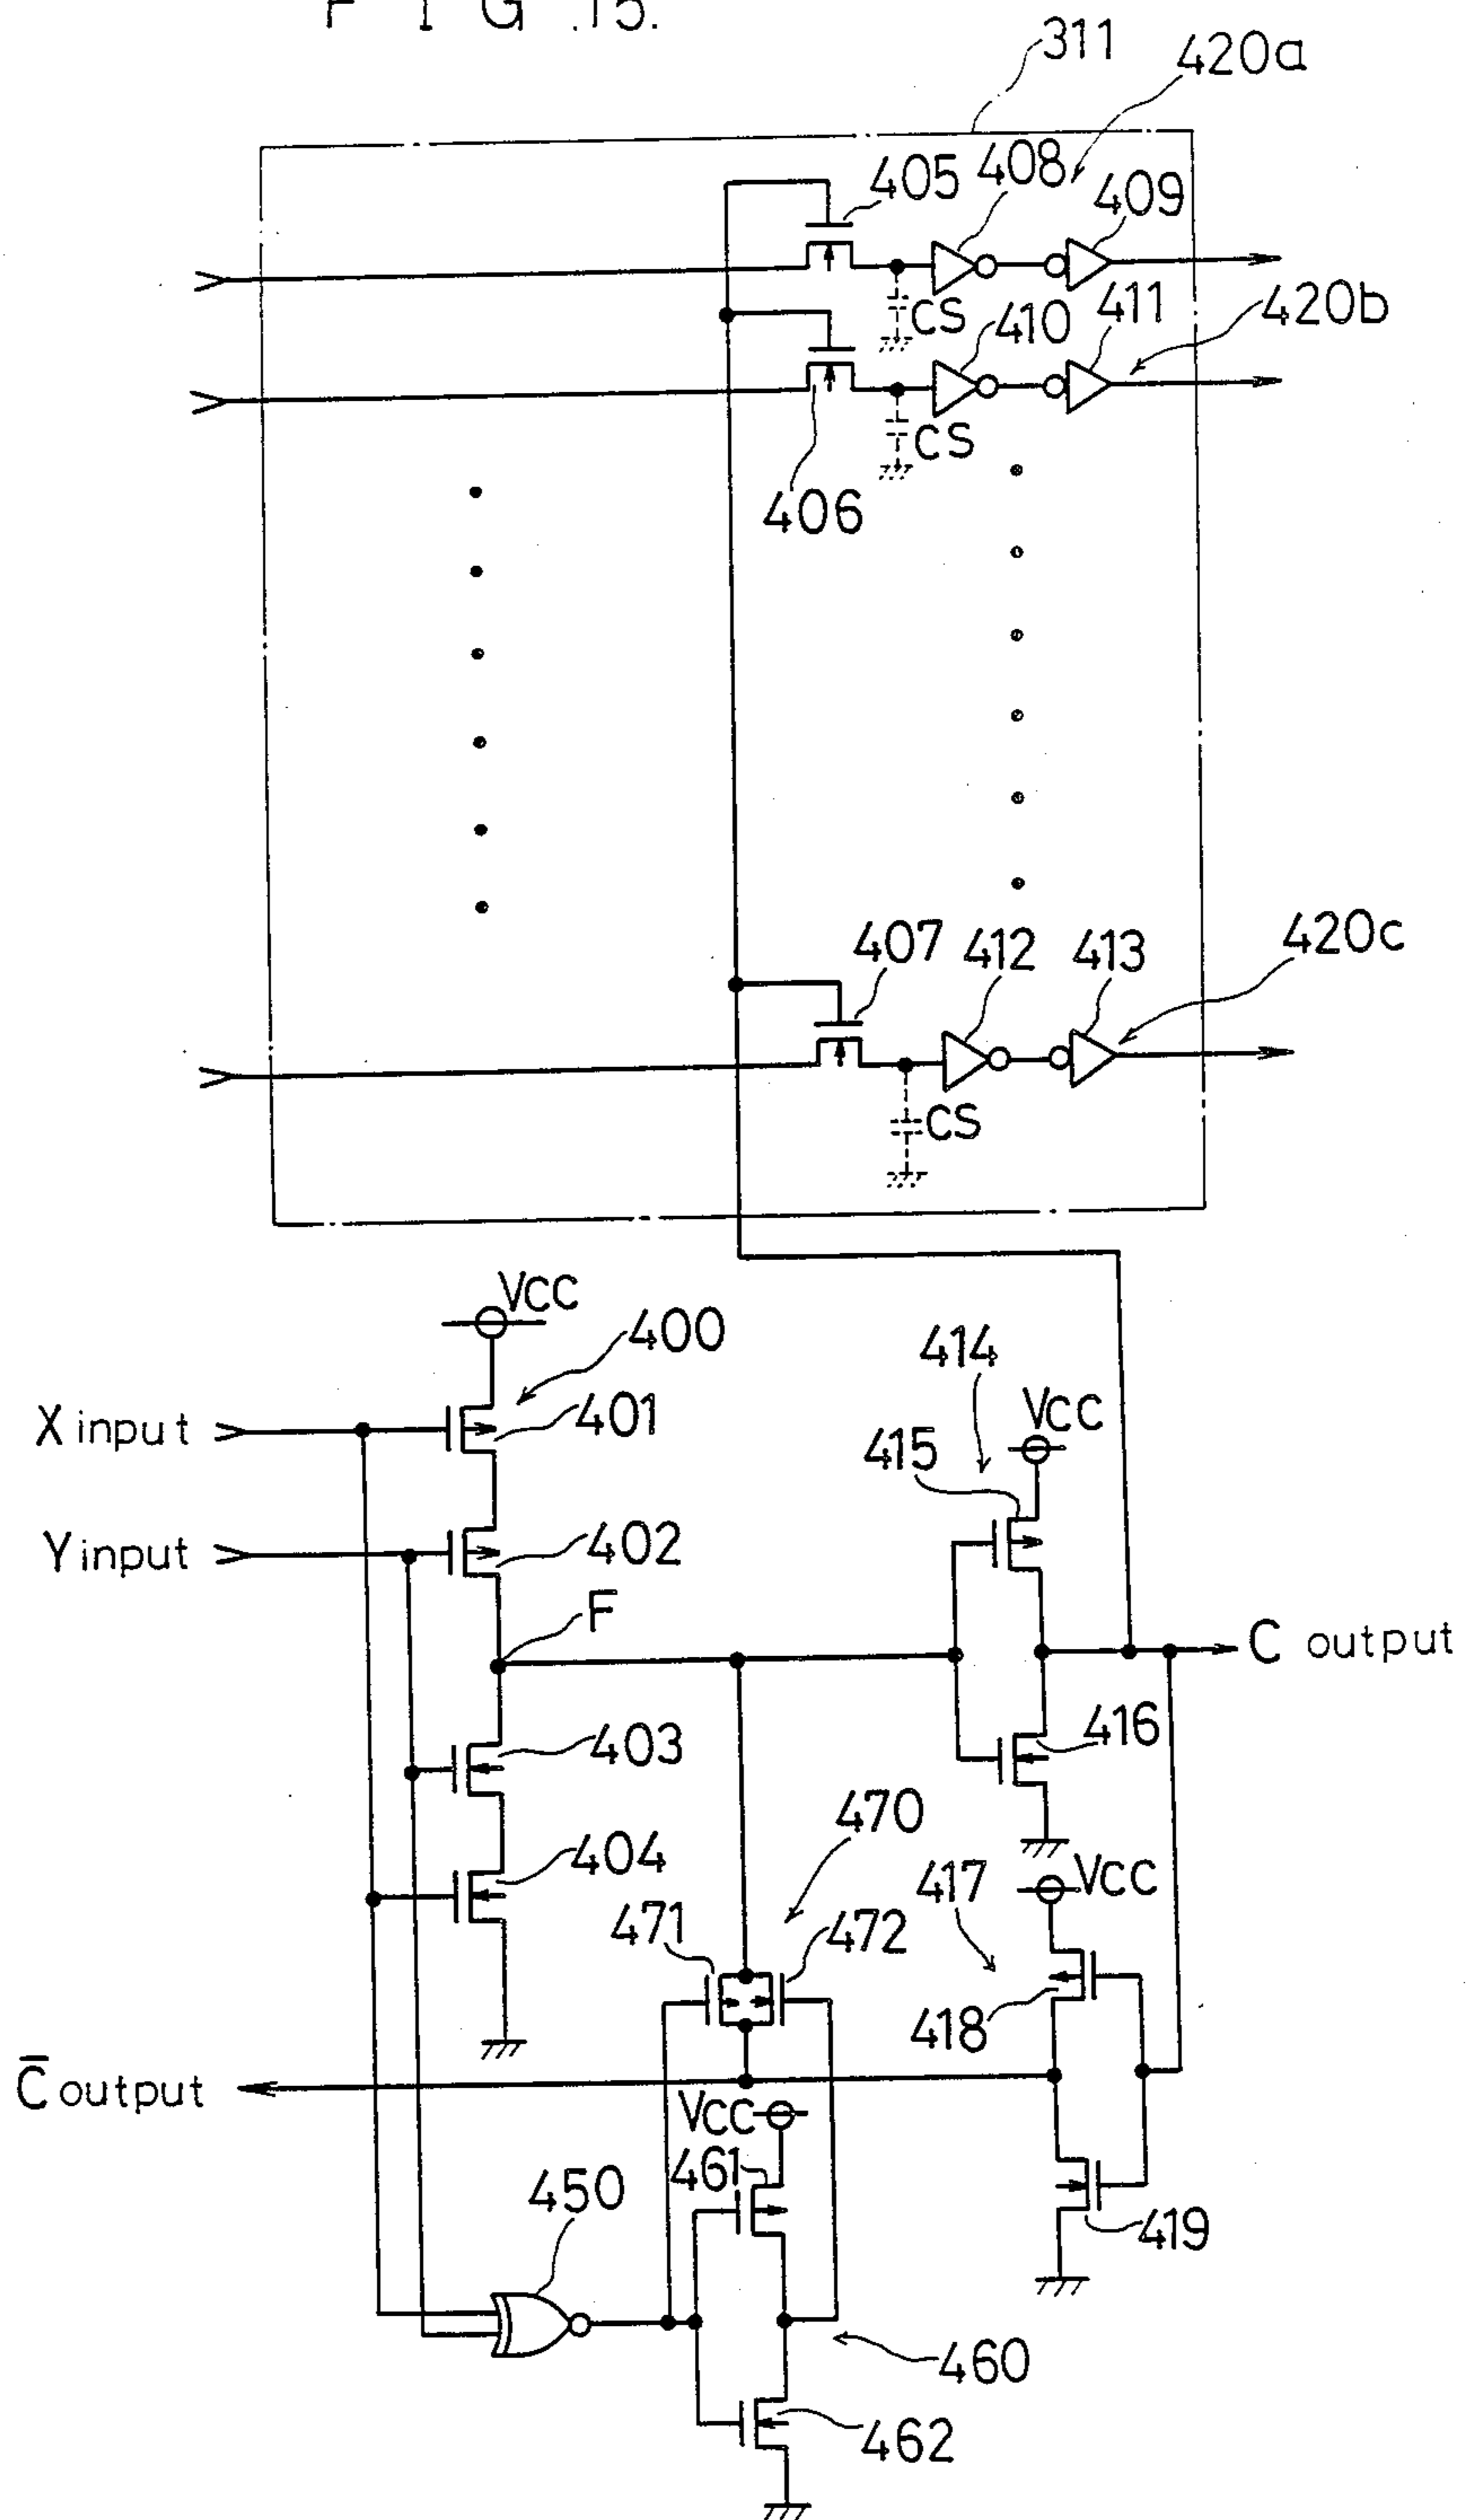 F I G .15.
311
420a
405
408
409
CS
410
411
420b
CS
406
407
412
413
420c
CS
VCC
400
414
X input
401
VCC
415
Y input
402
F
C output
403
416
470
404
417
VCC
471
472
418
C̅ output
VCC
461
450
419
460
462